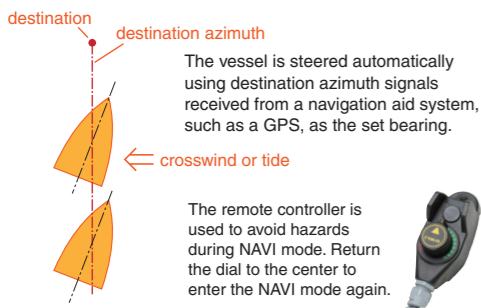 destination
destination azimuth
The vessel is steered automatically
using destination azimuth signals
received from a navigation aid system,
such as a GPS, as the set bearing.
crosswind or tide
The remote controller is
used to avoid hazards
during NAVI mode. Return
the dial to the center to
enter the NAVI mode again.